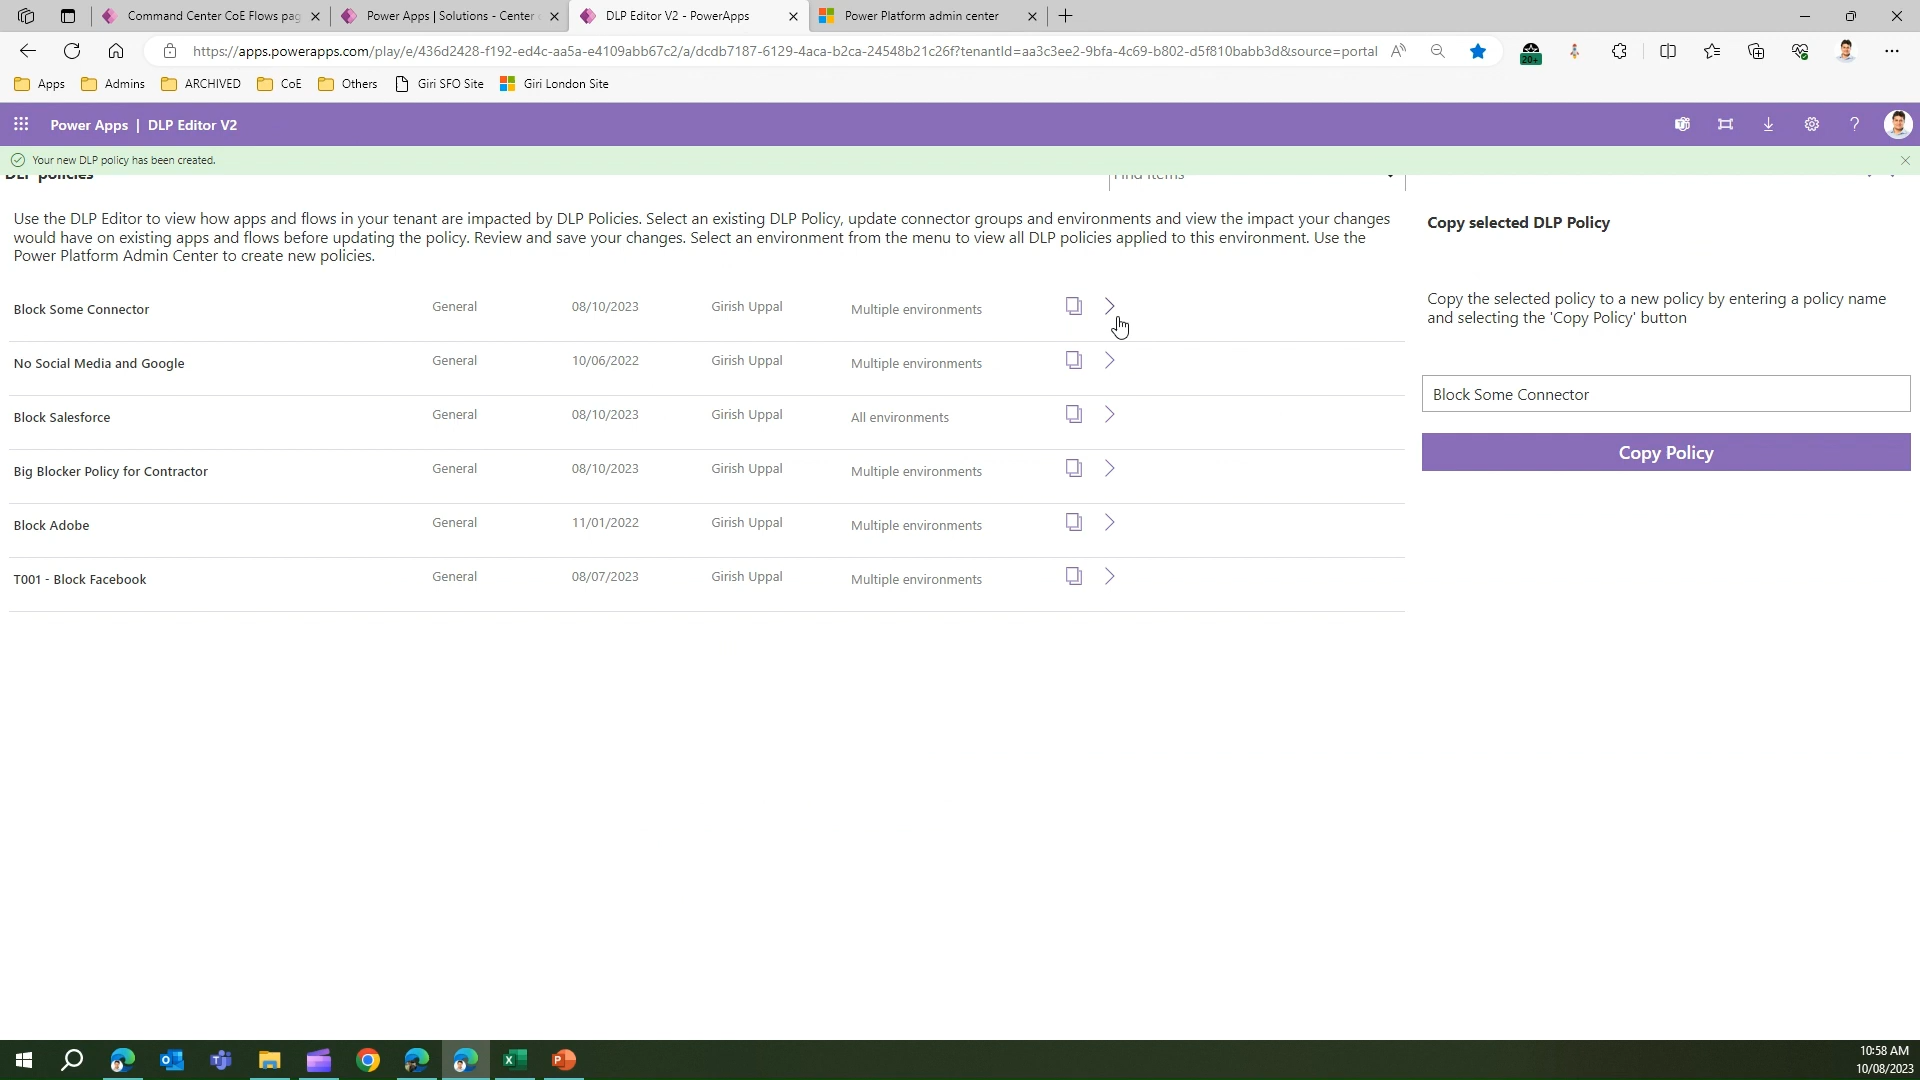 Command Center CoE Flows pag
Power Apps | Solutions - Center
DLP Editor V2 - PowerApps
Power Platform admin center
https://apps.powerapps.com/play/e/436d2428-f192-ed4c-aa5a-e4109abb67c2/a/dcdb7187-6129-4aca-b2ca-24548b21c26f?tenantId=aa3c3ee2-9bfa-4c69-b802-d5f810babb3d&source=portal
20+
Apps
Admins
ARCHIVED
CoE
Others
Giri SFO Site
Giri London Site
Power Apps | DLP Editor V2
Your new DLP policy has been created.
DLP policies
Find items
Use the DLP Editor to view how apps and flows in your tenant are impacted by DLP Policies. Select an existing DLP Policy, update connector groups and environments and view the impact your changes
would have on existing apps and flows before updating the policy. Review and save your changes. Select an environment from the menu to view all DLP policies applied to this environment. Use the
Power Platform Admin Center to create new policies.
Block Some Connector General 08/10/2023 Girish Uppal Multiple environments
No Social Media and Google General 10/06/2022 Girish Uppal Multiple environments
Block Salesforce General 08/10/2023 Girish Uppal All environments
Big Blocker Policy for Contractor General 08/10/2023 Girish Uppal Multiple environments
Block Adobe General 11/01/2022 Girish Uppal Multiple environments
T001 - Block Facebook General 08/07/2023 Girish Uppal Multiple environments
Copy selected DLP Policy
Copy the selected policy to a new policy by entering a policy name
and selecting the 'Copy Policy' button
Block Some Connector
Copy Policy
10:58 AM
10/08/2023